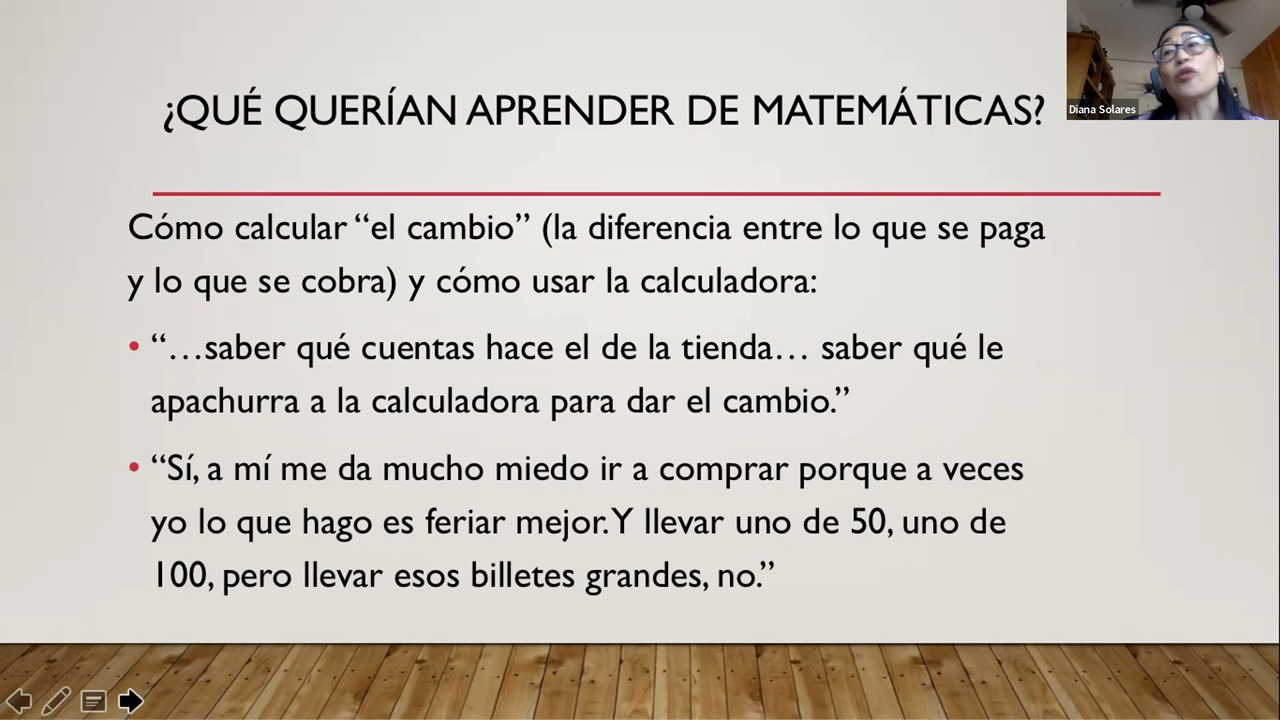 ¿QUÉ QUERÍAN APRENDER DE MATEMÁTICAS?
Diana Solares
Cómo calcular “el cambio” (la diferencia entre lo que se paga
y lo que se cobra) y cómo usar la calculadora:
• “…saber qué cuentas hace el de la tienda… saber qué le
apachurra a la calculadora para dar el cambio.”
• “Sí, a mí me da mucho miedo ir a comprar porque a veces
yo lo que hago es feriar mejor. Y llevar uno de 50, uno de
100, pero llevar esos billetes grandes, no.”